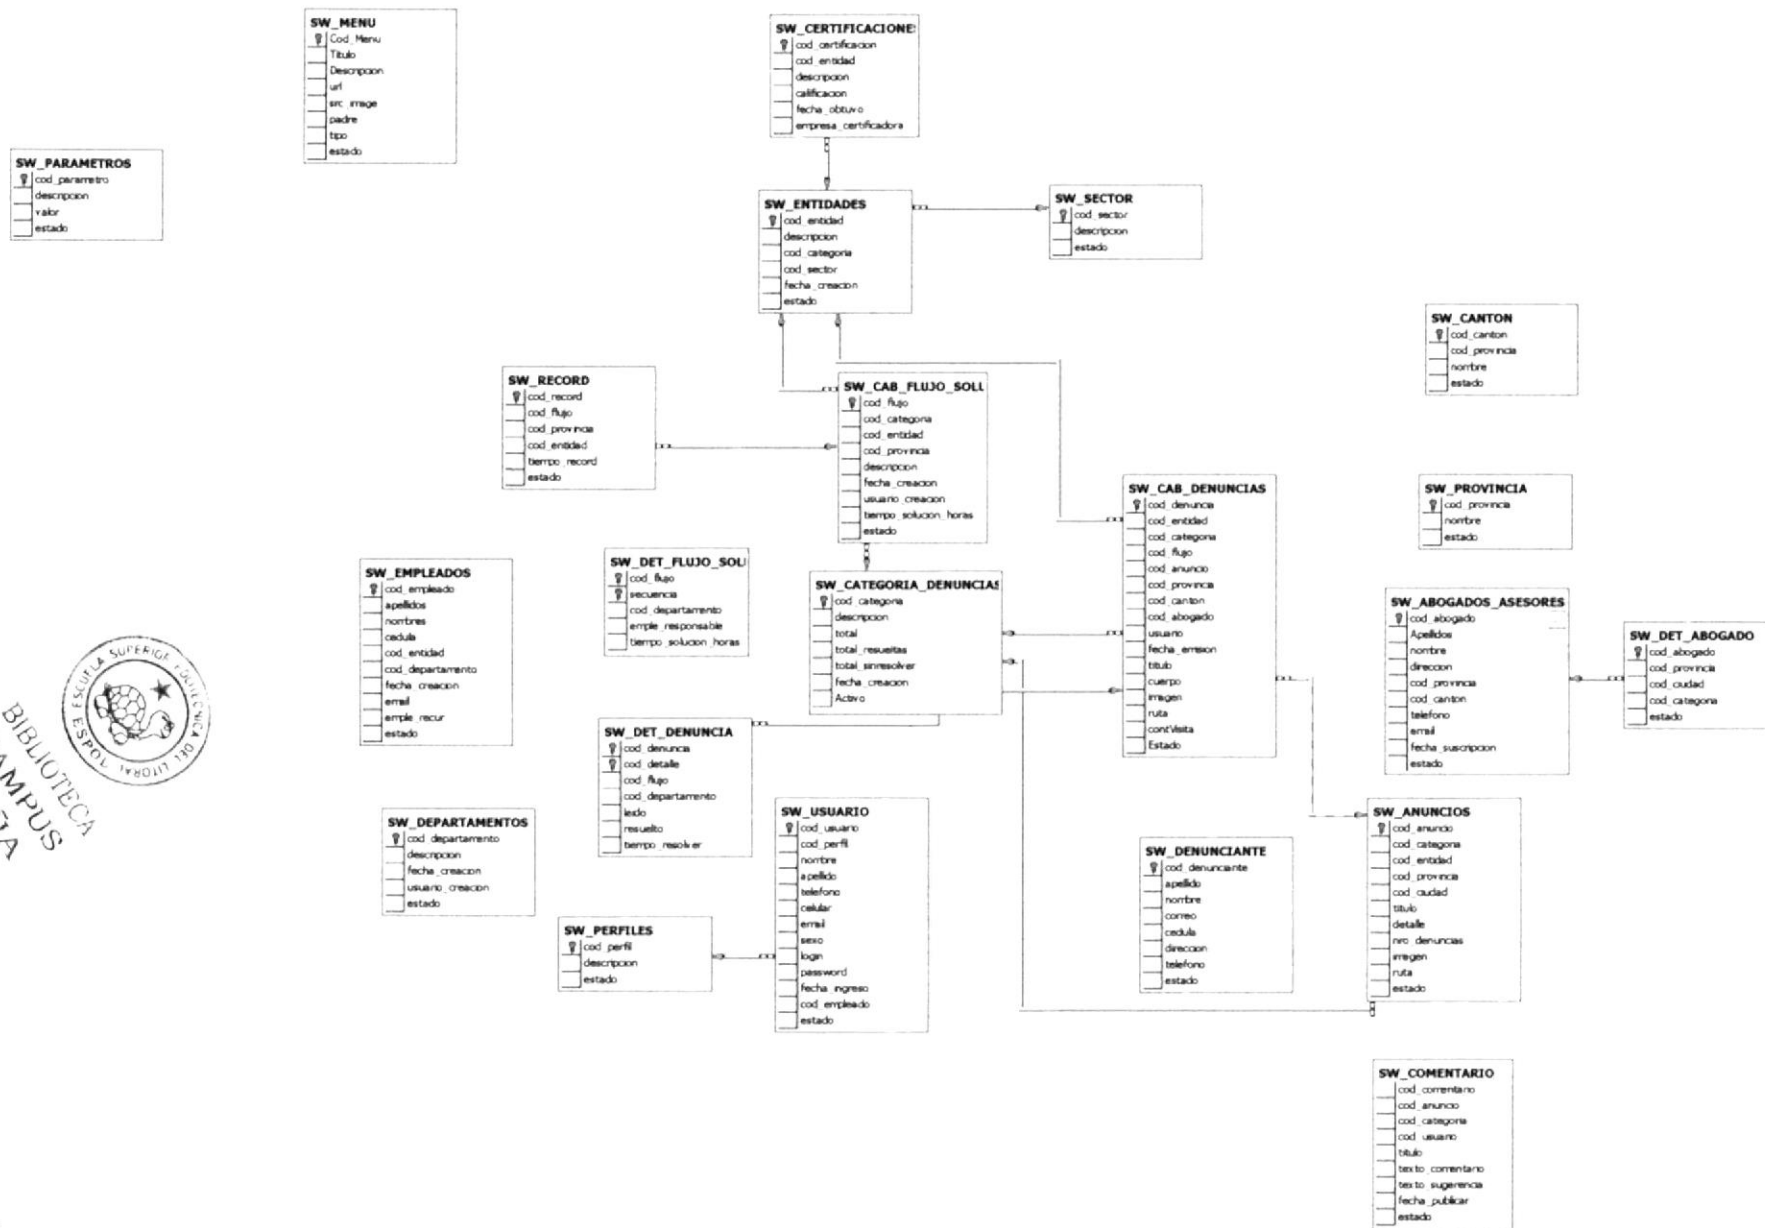 SW_MENU
Cod_Menu
Titulo
Descripcion
url
src_image
padre
tipo
estado
SW_CERTIFICACIONE
cod_certificacion
cod_entidad
descripcion
calificacion
fecha_obtuvo
empresa_certificadora
SW_PARAMETROS
cod_parametro
descripcion
valor
estado
SW_ENTIDADES
cod_entidad
descripcion
cod_categoria
cod_sector
fecha_creacion
estado
SW_SECTOR
cod_sector
descripcion
estado
SW_CANTON
cod_canton
cod_provincia
nombre
estado
SW_RECORD
cod_record
cod_flujo
cod_provincia
cod_entidad
tiempo_record
estado
SW_CAB_FLUJO_SOLU
cod_flujo
cod_categoria
cod_entidad
cod_provincia
descripcion
fecha_creacion
usuario_creacion
tiempo_solucion_horas
estado
SW_CAB_DENUNCIAS
cod_denuncia
cod_entidad
cod_categoria
cod_flujo
cod_anuncio
cod_provincia
cod_canton
cod_abogado
usuario
fecha_emision
titulo
cuerpo
imagen
ruta
contVisita
Estado
SW_PROVINCIA
cod_provincia
nombre
estado
SW_EMPLEADOS
cod_empleado
apellidos
nombres
cedula
cod_entidad
cod_departamento
fecha_creacion
email
emple_recur
estado
SW_DET_FLUJO_SOLU
cod_flujo
secuencia
cod_departamento
emple_responsable
tiempo_solucion_horas
SW_CATEGORIA_DENUNCIAS
cod_categoria
descripcion
total
total_resueltas
total_sinresolver
fecha_creacion
Activo
SW_ABOGADOS_ASESORES
cod_abogado
Apellidos
nombre
direccion
cod_provincia
cod_canton
telefono
email
fecha_suscripcion
estado
SW_DET_ABOGADO
cod_abogado
cod_provincia
cod_ciudad
cod_categoria
estado
ESCUELA SUPERIOR POLITECNICA DEL LITORAL
ESPOL
BIBLIOTECA
AMPUS
SW_DET_DENUNCIA
cod_denuncia
cod_detalle
cod_flujo
cod_departamento
leido
resuelto
tiempo_resolver
SW_DEPARTAMENTOS
cod_departamento
descripcion
fecha_creacion
usuario_creacion
estado
SW_USUARIO
cod_usuario
cod_perfil
nombre
apellido
telefono
celular
email
sexo
login
password
fecha_ingreso
cod_empleado
estado
SW_PERFILES
cod_perfil
descripcion
estado
SW_DENUNCIANTE
cod_denunciante
apellido
nombre
correo
cedula
direccion
telefono
estado
SW_ANUNCIOS
cod_anuncio
cod_categoria
cod_entidad
cod_provincia
cod_ciudad
titulo
detalle
nro_denuncias
imagen
ruta
estado
SW_COMENTARIO
cod_comentario
cod_anuncio
cod_categoria
cod_usuario
titulo
texto_comentario
texto_sugerencia
fecha_publicar
estado